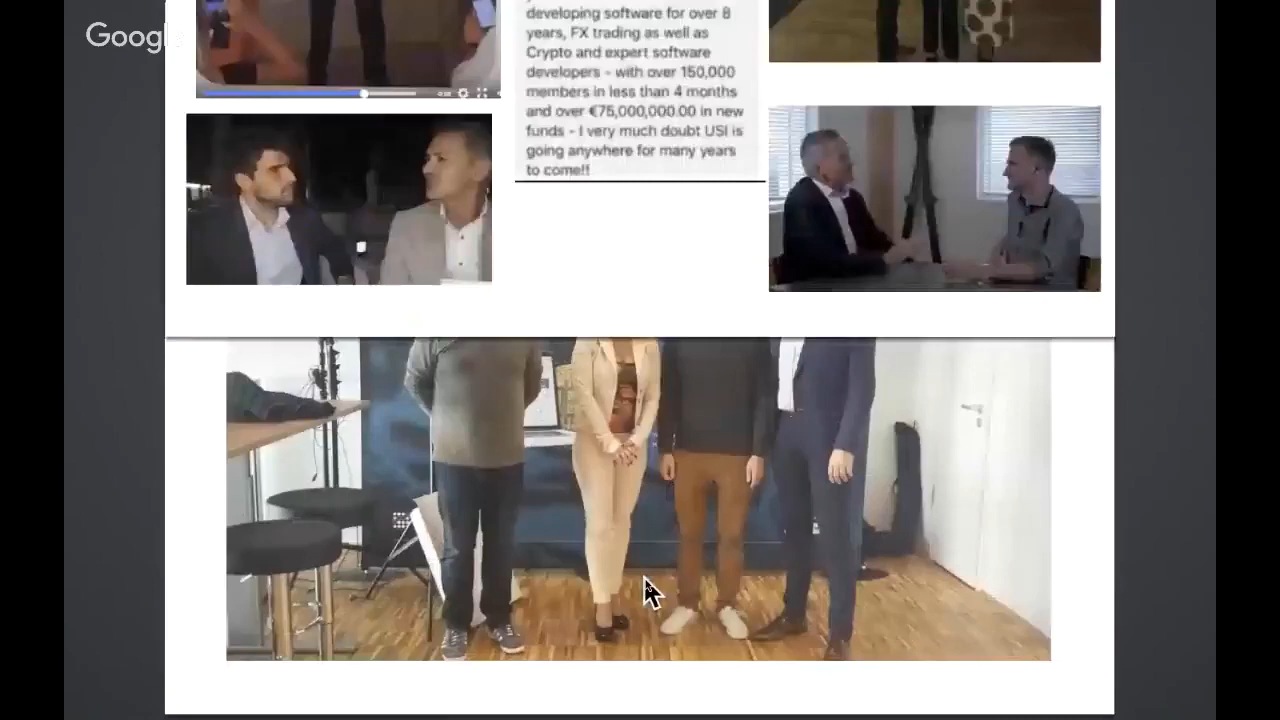 Google
developing software for over 8
years, FX trading as well as
Crypto and expert software
developers - with over 150,000
members in less than 4 months
and over €75,000,000.00 in new
funds - I very much doubt USI is
going anywhere for many years
to come!!